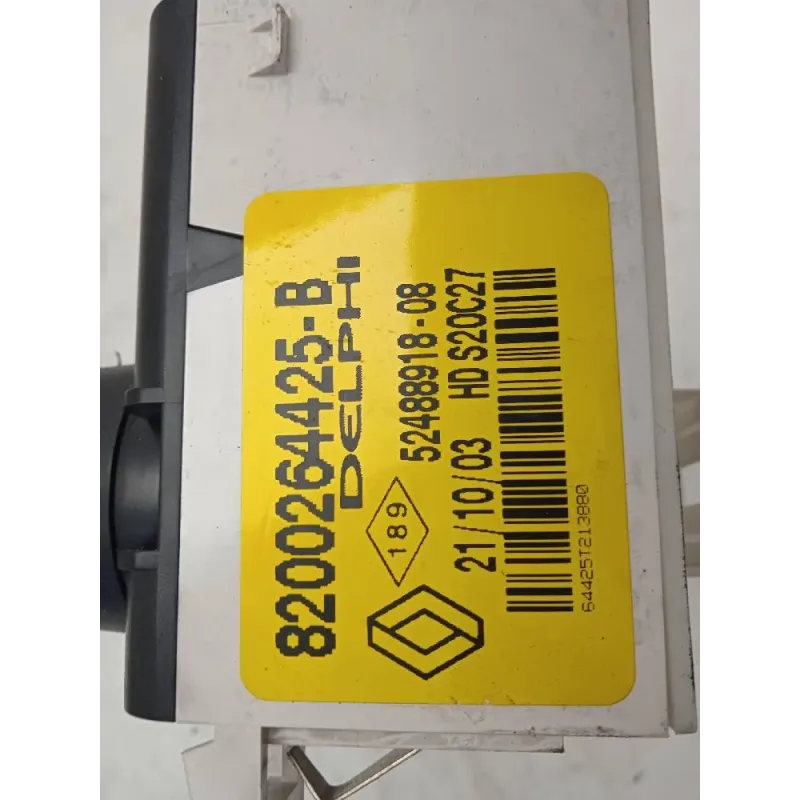 8200264425-B
DELPHI
189
52488918-08
21/10/03 HD S20C27
64425T213880